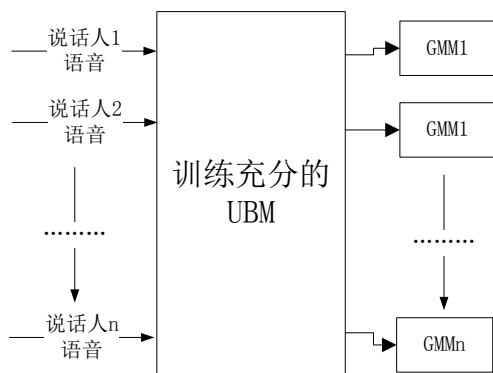 说话人1
语音
GMM1
说话人2
语音
GMM1
训练充分的
UBM
………
………
说话人n
语音
GMMn